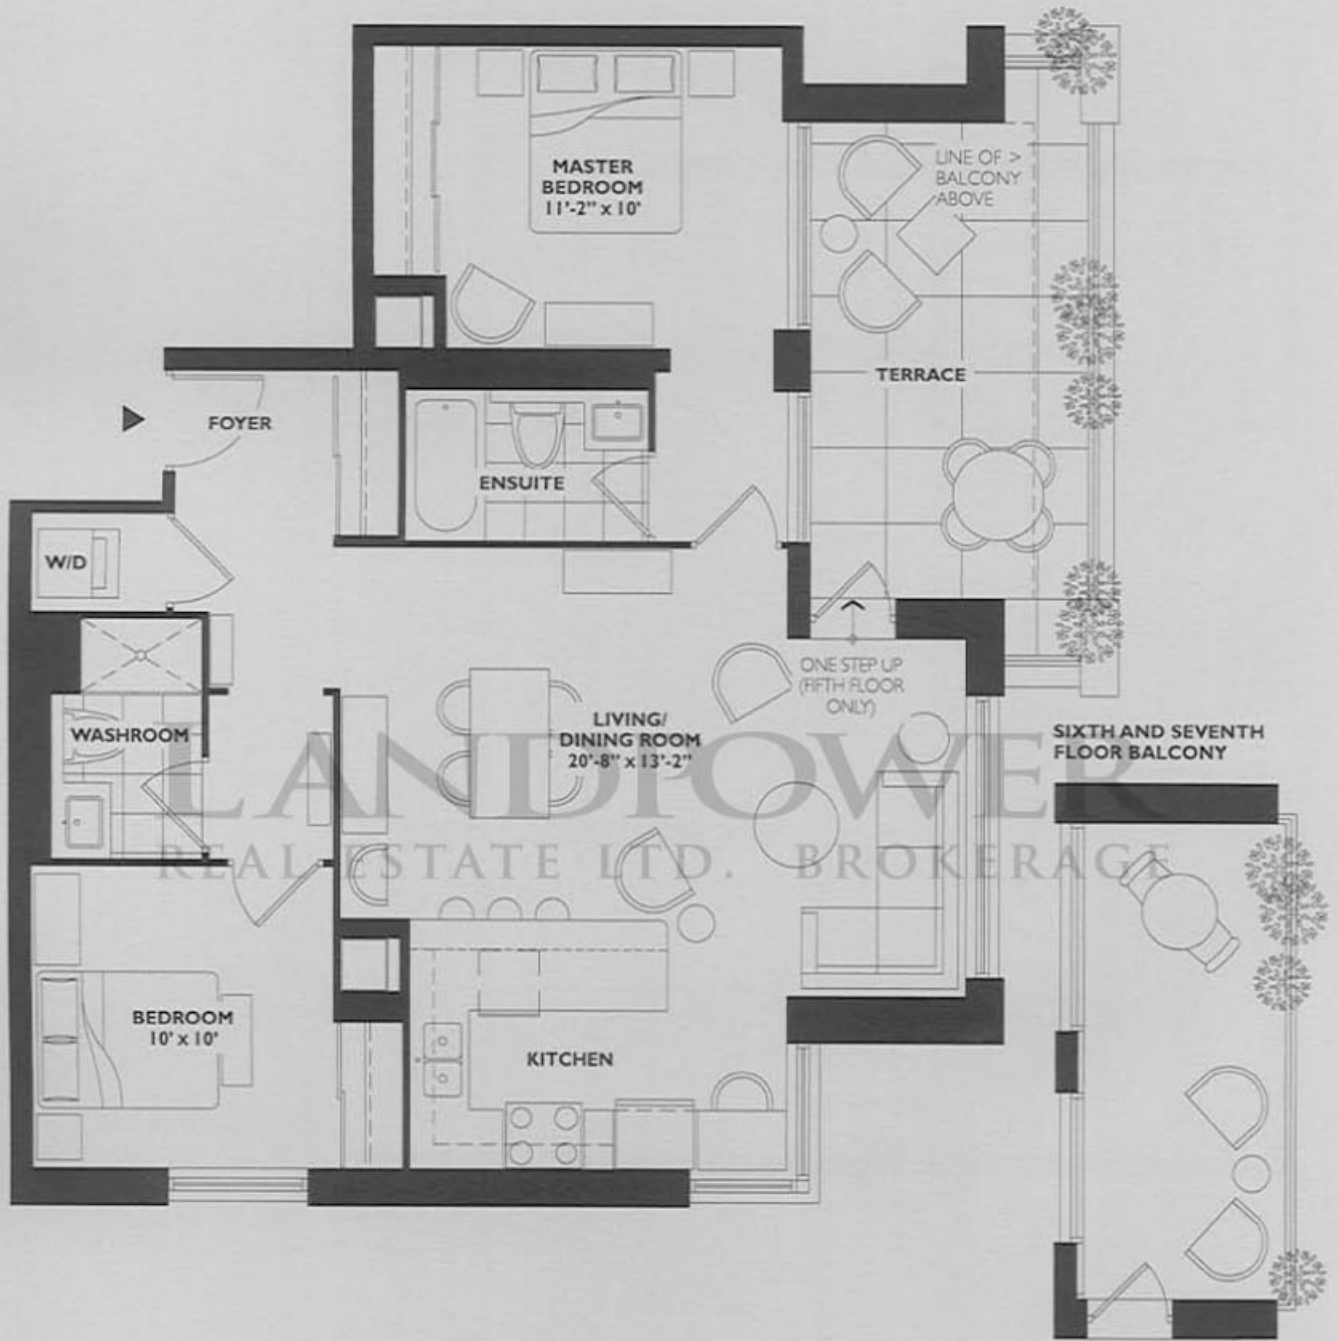 MASTER
BEDROOM
11'-2" x 10'
LINE OF >
BALCONY
ABOVE
TERRACE
FOYER
ENSUITE
W/D
ONE STEP UP
(FIFTH FLOOR
ONLY)
LIVING/
DINING ROOM
20'-8" x 13'-2"
WASHROOM
SIXTH AND SEVENTH
FLOOR BALCONY
LANDPOWER
REAL ESTATE LTD. BROKERAGE
BEDROOM
10' x 10'
KITCHEN